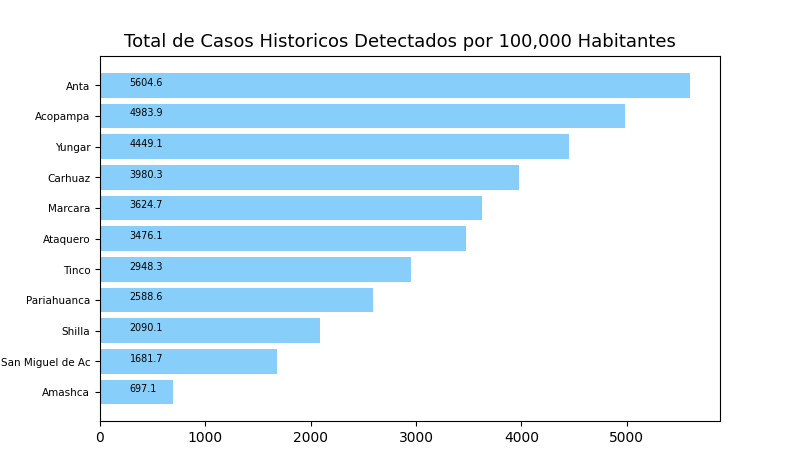 Total de Casos Historicos Detectados por 100,000 Habitantes
Anta 5604.6
Acopampa 4983.9
Yungar 4449.1
Carhuaz 3980.3
Marcara 3624.7
Ataquero 3476.1
Tinco 2948.3
Pariahuanca 2588.6
Shilla 2090.1
San Miguel de Ac 1681.7
Amashca 697.1
0 1000 2000 3000 4000 5000